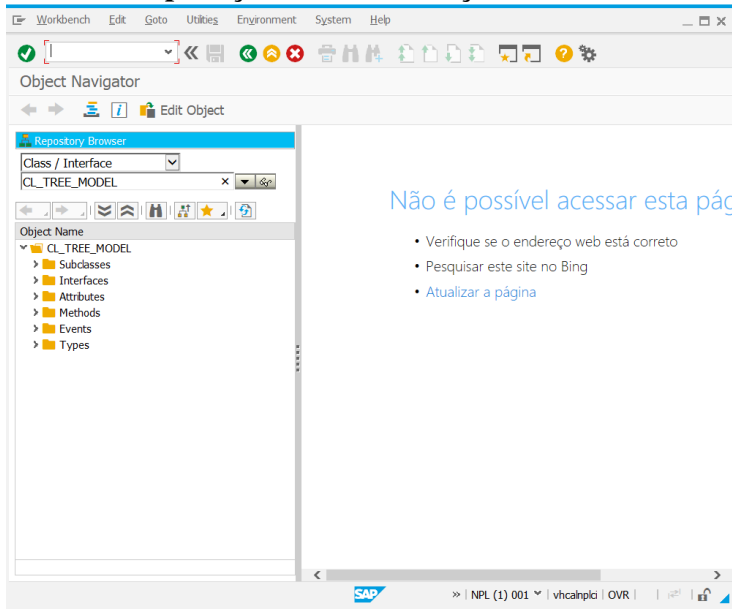 Workbench Edit Goto Utilities Environment System Help
Object Navigator
Edit Object
Repository Browser
Class / Interface
CL_TREE_MODEL
Object Name
CL_TREE_MODEL
Subclasses
Interfaces
Attributes
Methods
Events
Types
Não é possível acessar esta pág
• Verifique se o endereço web está correto
• Pesquisar este site no Bing
• Atualizar a página
SAP » NPL (1) 001 vhcalnplci OVR